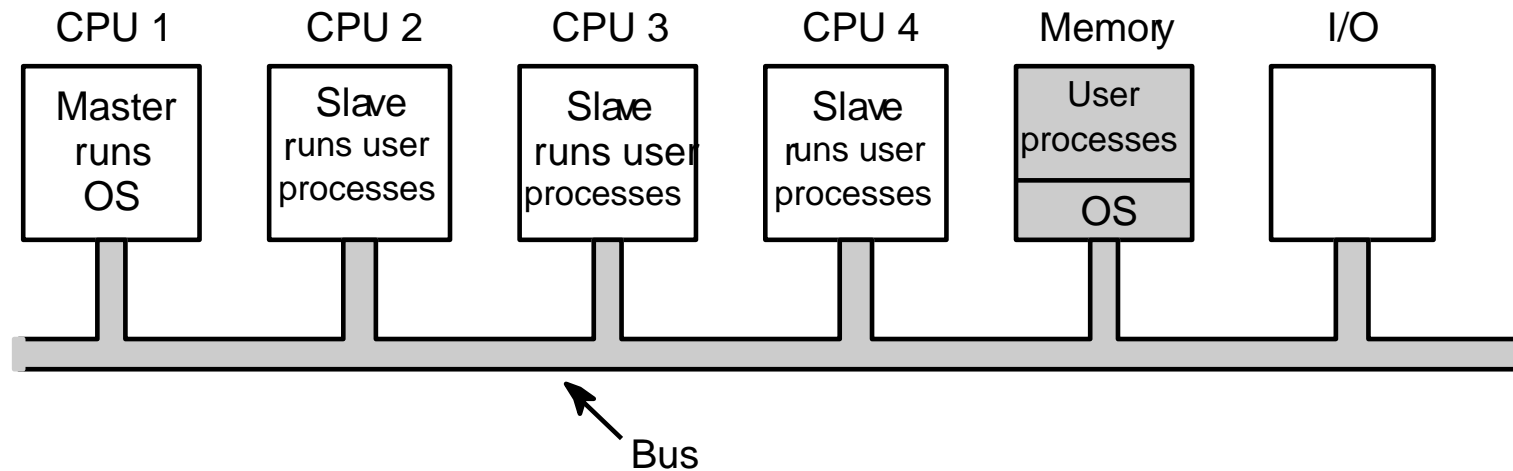 CPU 1
CPU 2
CPU 3
CPU 4
Memory
I/O
Master
runs
OS
Slave
runs user
processes
Slave
runs user
processes
Slave
runs user
processes
User
processes
OS
Bus